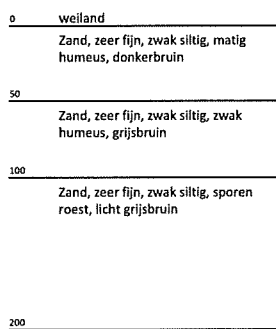 0 weiland
Zand, zeer fijn, zwak siltig, matig
humeus, donkerbruin
50
Zand, zeer fijn, zwak siltig, zwak
humeus, grijsbruin
100
Zand, zeer fijn, zwak siltig, sporen
roest, licht grijsbruin
200